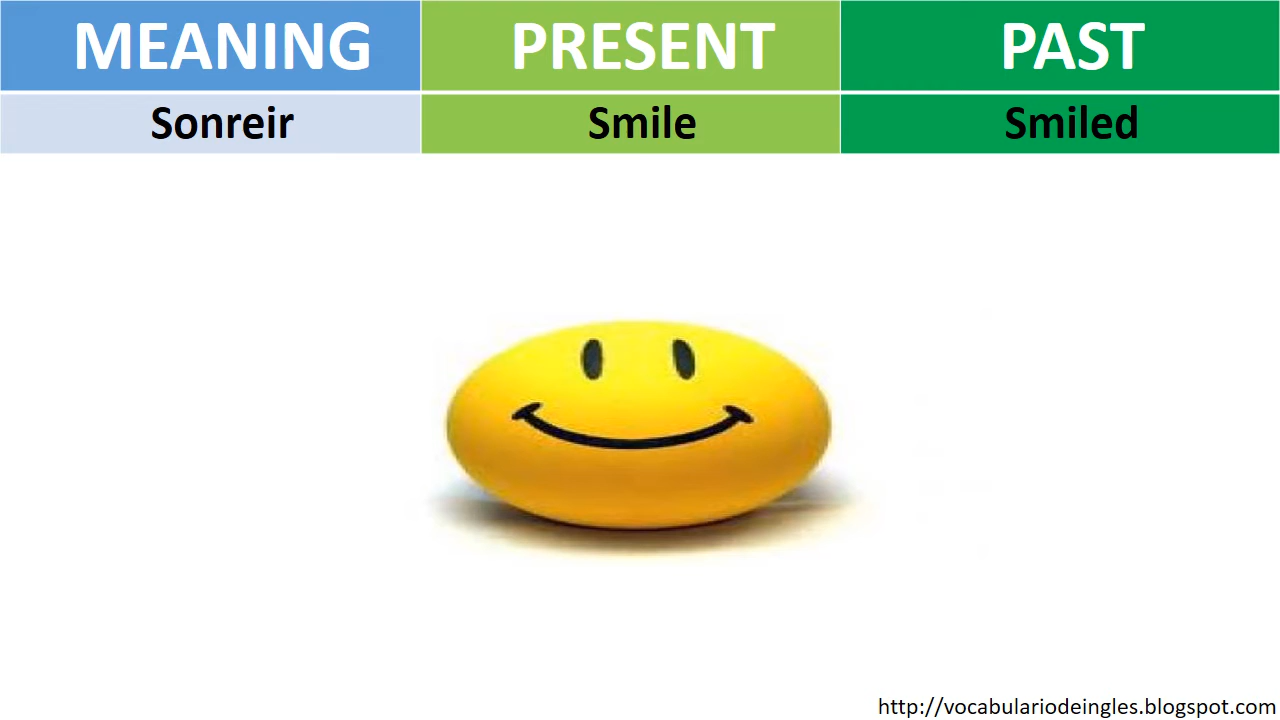 MEANING PRESENT PAST
Sonreir Smile Smiled
http://vocabulariodeingles.blogspot.com